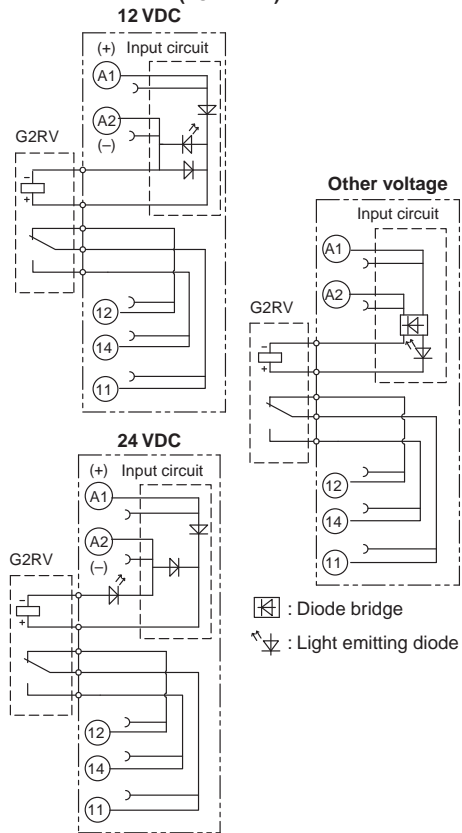 12 VDC
(+) Input circuit
A1
A2
(–)
G2RV
–
+
12
14
11
Other voltage
Input circuit
A1
A2
G2RV
–
+
12
14
11
24 VDC
(+) Input circuit
A1
A2
(–)
G2RV
–
+
12
14
11
: Diode bridge
: Light emitting diode